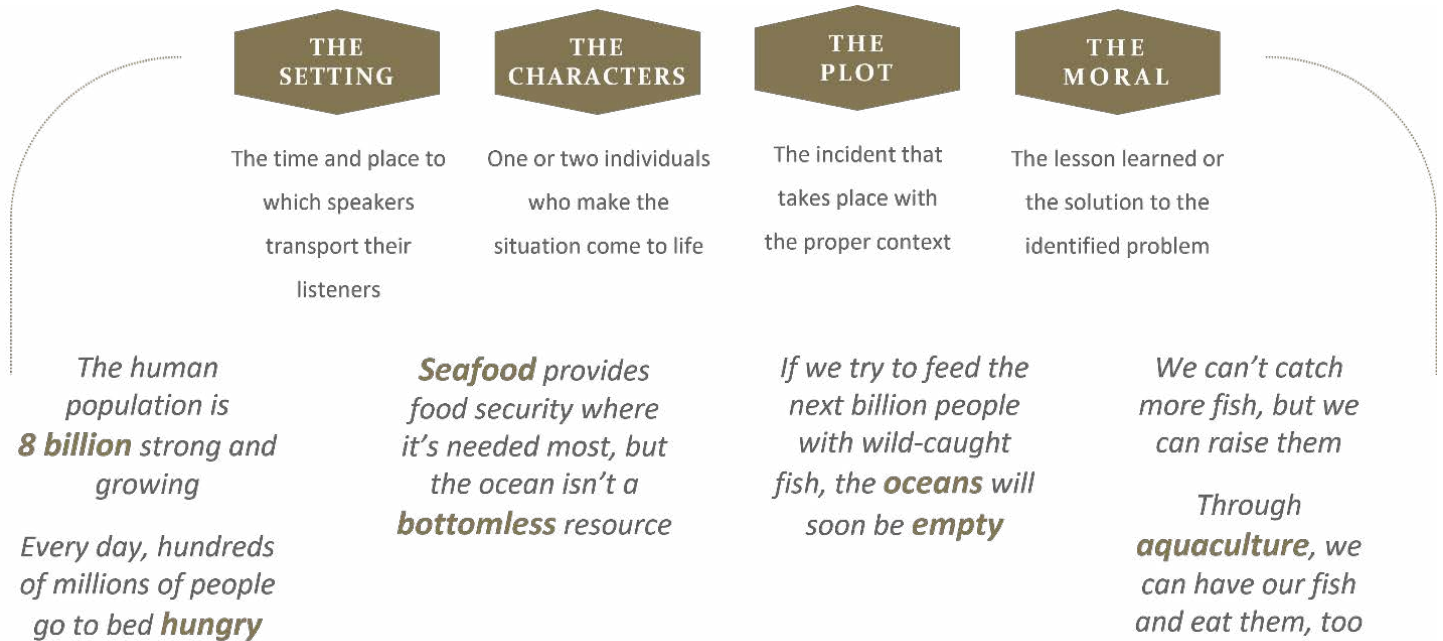 THE
SETTING
The time and place to
which speakers
transport their
listeners
THE
CHARACTERS
One or two individuals
who make the
situation come to life
THE
PLOT
The incident that
takes place with
the proper context
THE
MORAL
The lesson learned or
the solution to the
identified problem
The human
population is
8 billion strong and
growing
Every day, hundreds
of millions of people
go to bed hungry
Seafood provides
food security where
it's needed most, but
the ocean isn't a
bottomless resource
If we try to feed the
next billion people
with wild-caught
fish, the oceans will
soon be empty
We can't catch
more fish, but we
can raise them
Through
aquaculture, we
can have our fish
and eat them, too